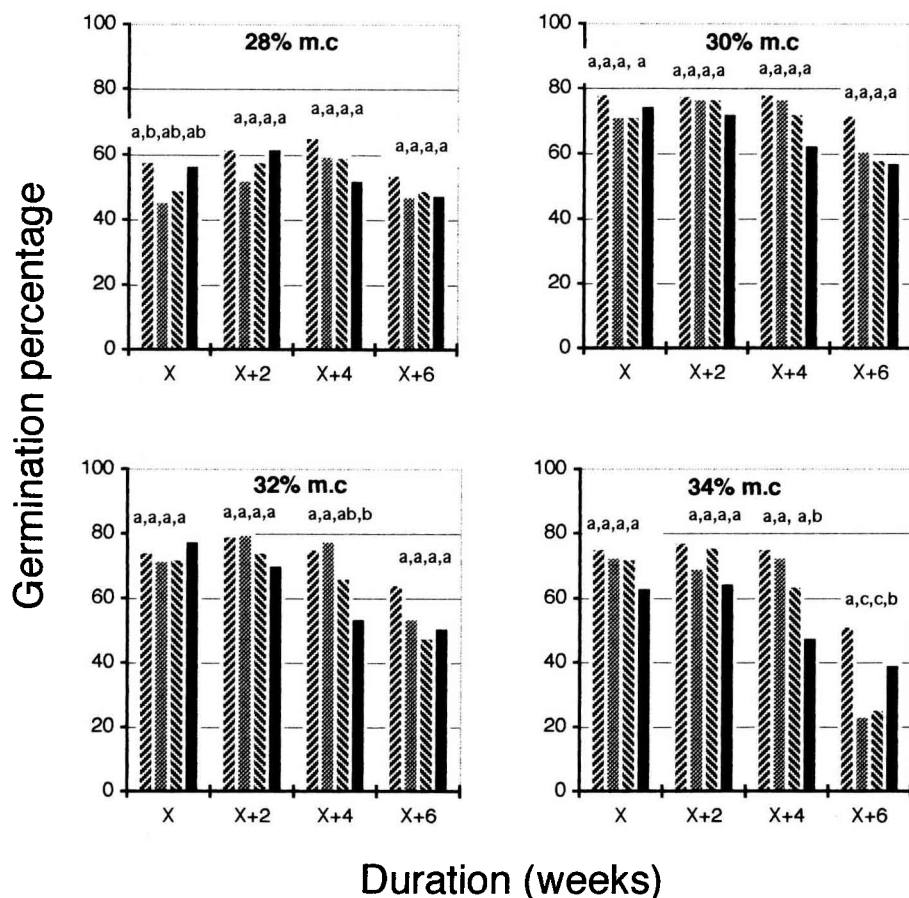 Germination percentage
28% m.c
100
80
60
40
20
0
a,b,ab,ab
a,a,a,a
a,a,a,a
a,a,a,a
X
X+2
X+4
X+6
30% m.c
100
80
60
40
20
0
a,a,a, a
a,a,a,a
a,a,a,a
a,a,a,a
X
X+2
X+4
X+6
32% m.c
100
80
60
40
20
0
a,a,a,a
a,a,a,a
a,a,ab,b
a,a,a,a
X
X+2
X+4
X+6
34% m.c
100
80
60
40
20
0
a,a,a,a
a,a,a,a
a,a, a,b
a,c,c,b
X
X+2
X+4
X+6
Duration (weeks)